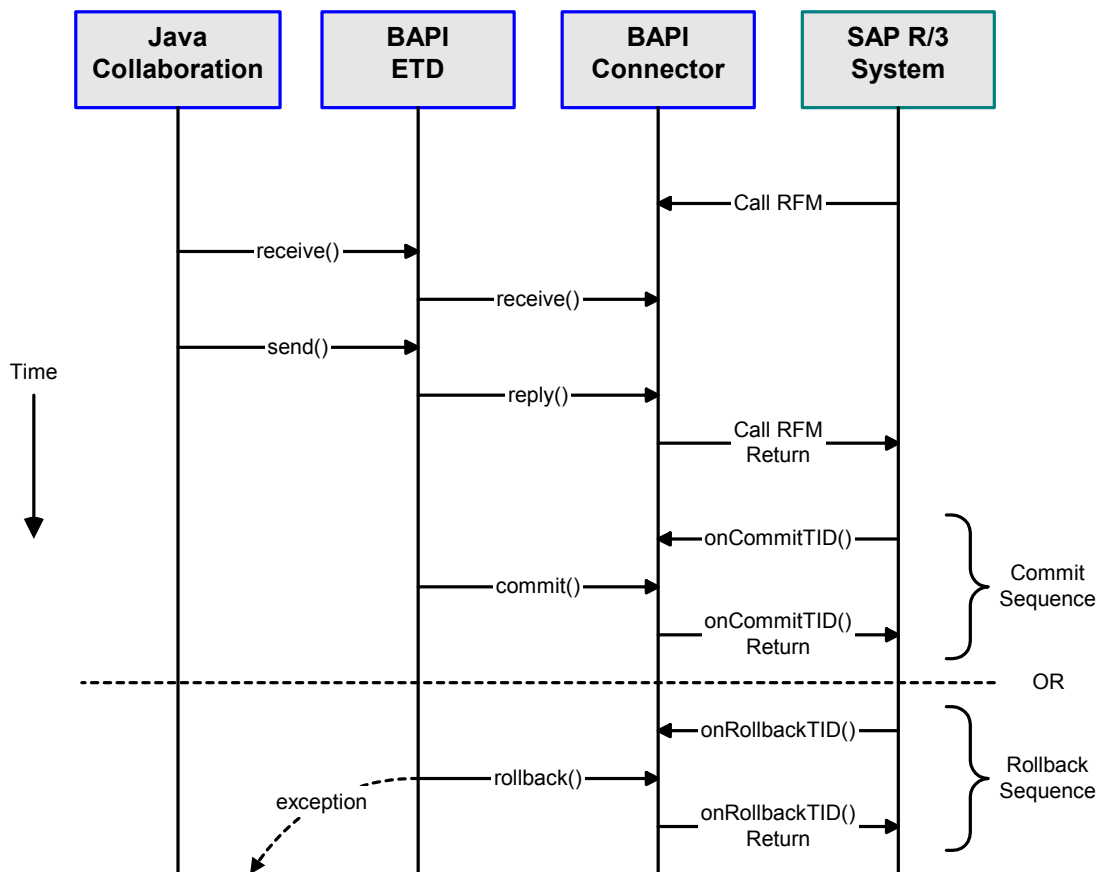 Java
Collaboration
BAPI
ETD
BAPI
Connector
SAP R/3
System
Call RFM
receive()
receive()
send()
Time
reply()
Call RFM
Return
onCommitTID()
commit()
Commit
Sequence
onCommitTID()
Return
OR
onRollbackTID()
rollback()
Rollback
Sequence
exception
onRollbackTID()
Return